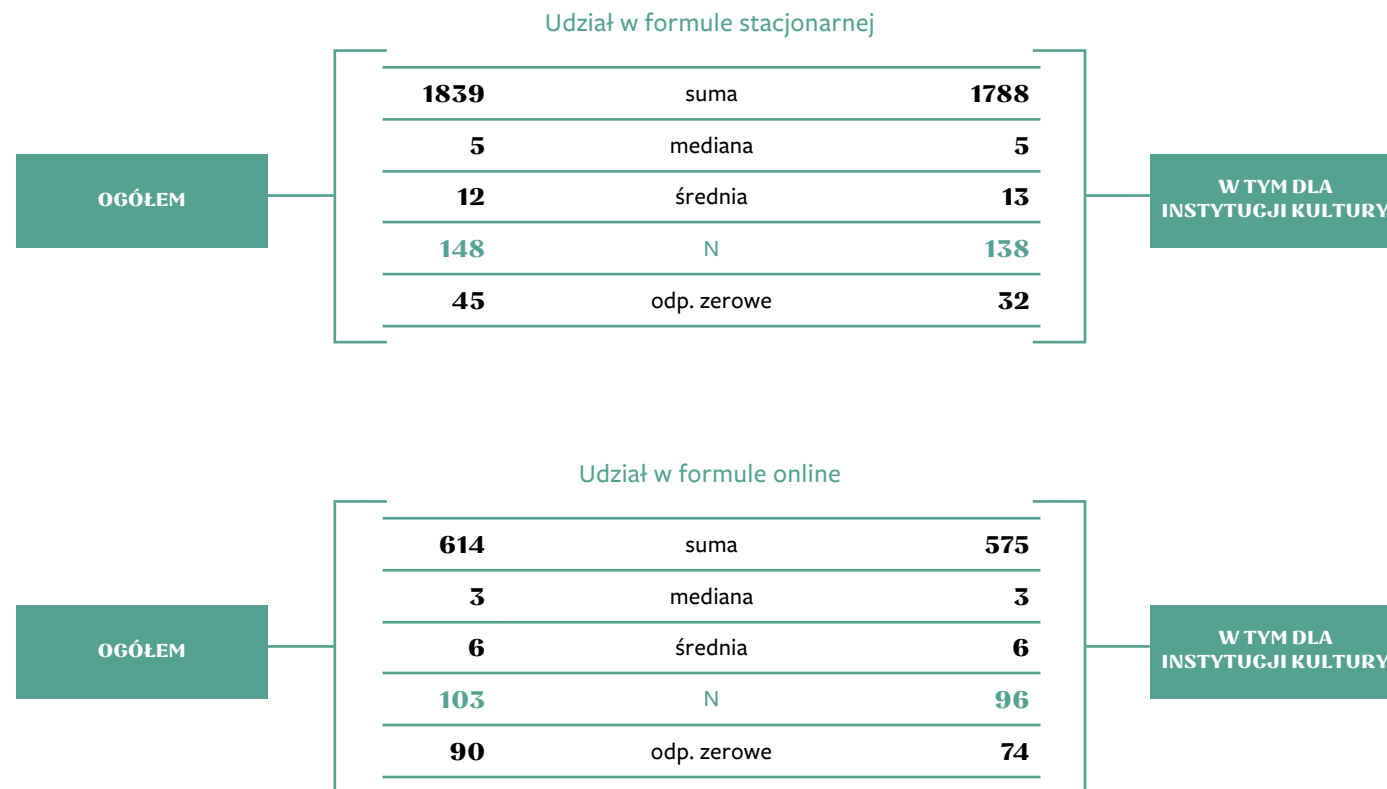 Udział w formule stacjonarnej
1839 suma 1788
5 mediana 5
OGÓŁEM
12 średnia 13
W TYM DLA
INSTYTUCJI KULTURY
148 N 138
45 odp. zerowe 32
Udział w formule online
614 suma 575
3 mediana 3
OGÓŁEM
6 średnia 6
W TYM DLA
INSTYTUCJI KULTURY
103 N 96
90 odp. zerowe 74